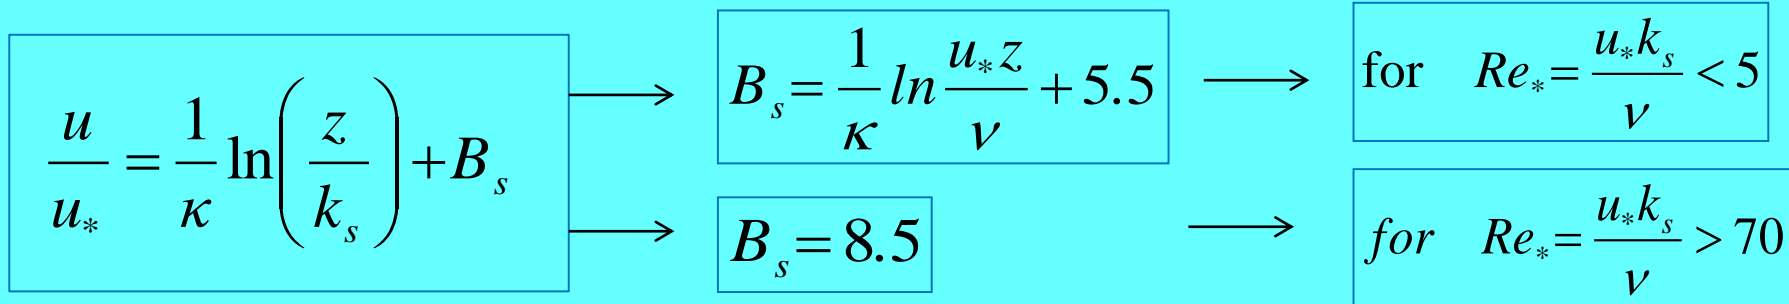 u/u* = 1/κ ln(z/k_s) + B_s
B_s = 1/κ ln u*z/ν + 5.5
for Re* = u*k_s/ν < 5
B_s = 8.5
for Re* = u*k_s/ν > 70